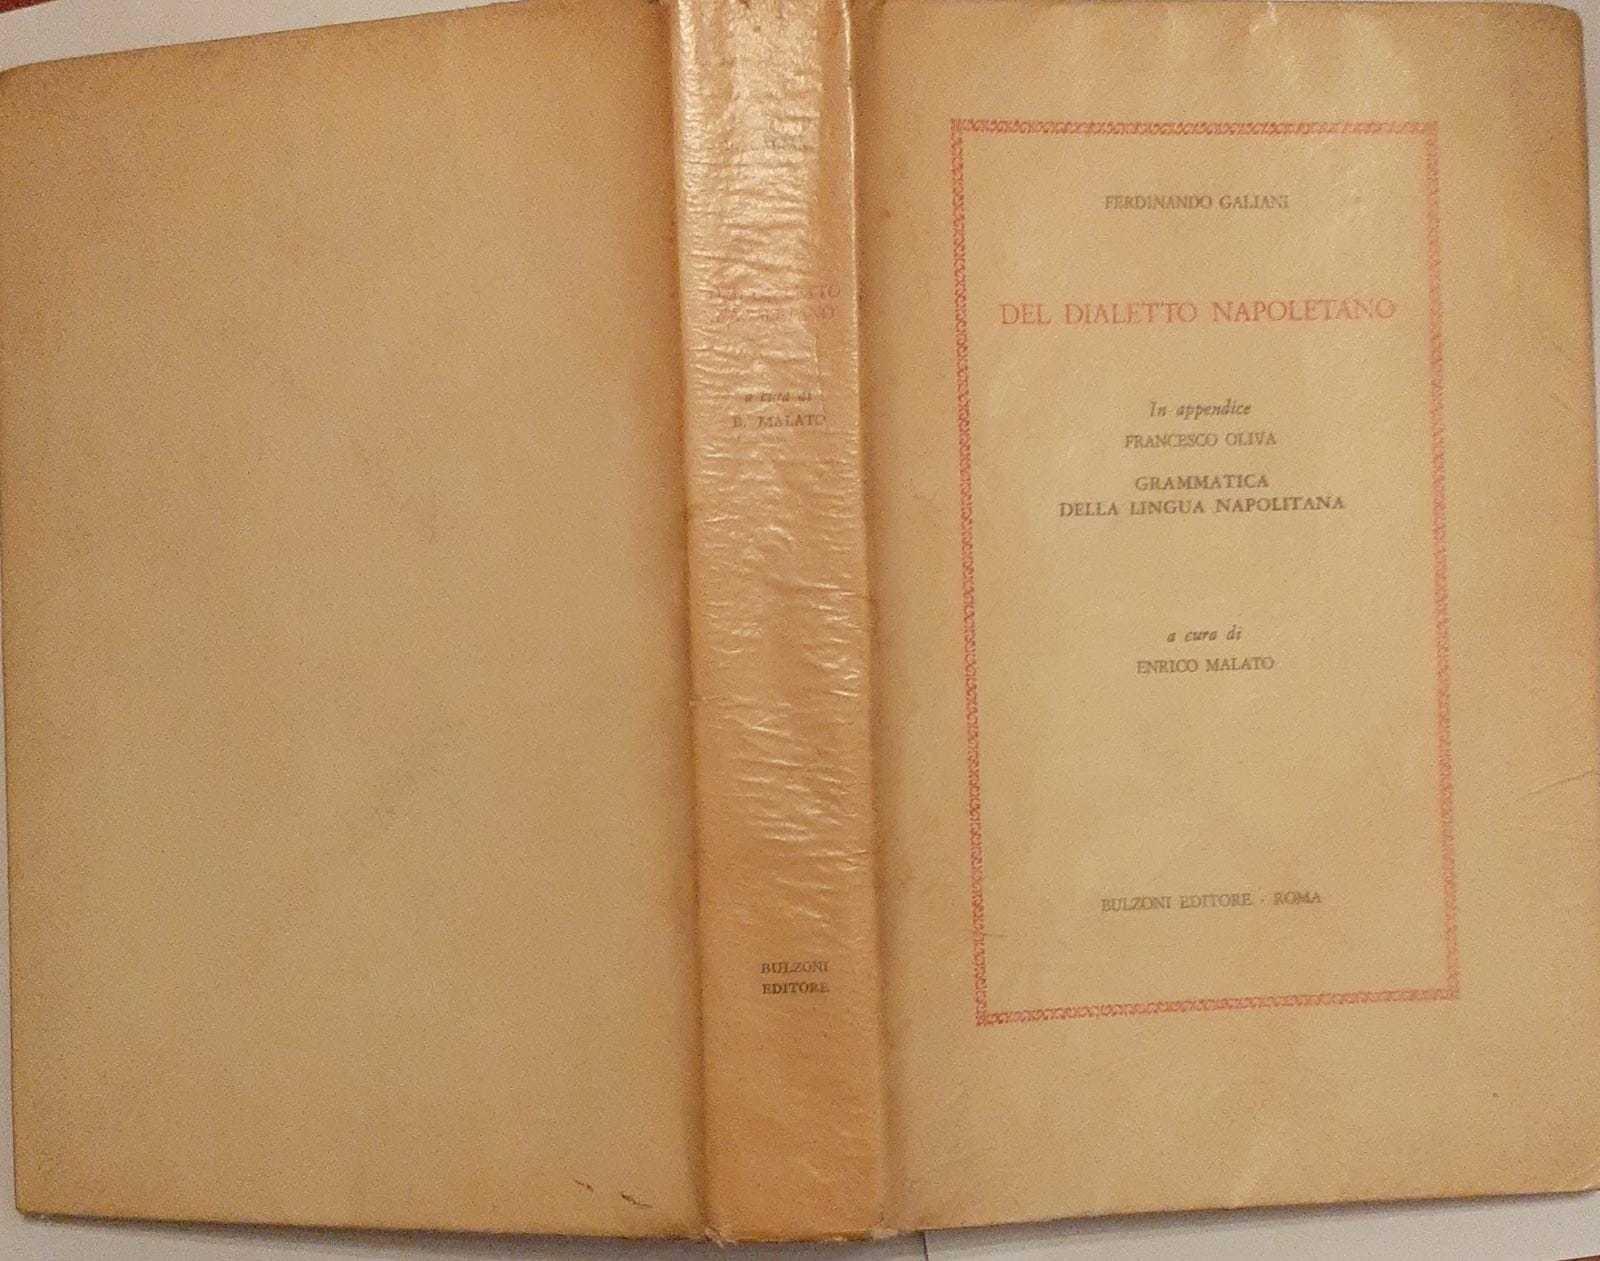 a cura di
E. MALATO
BULZONI
EDITORE
FERDINANDO GALIANI
DEL DIALETTO NAPOLETANO
In appendice
FRANCESCO OLIVA
GRAMMATICA
DELLA LINGUA NAPOLITANA
a cura di
ENRICO MALATO
BULZONI EDITORE - ROMA